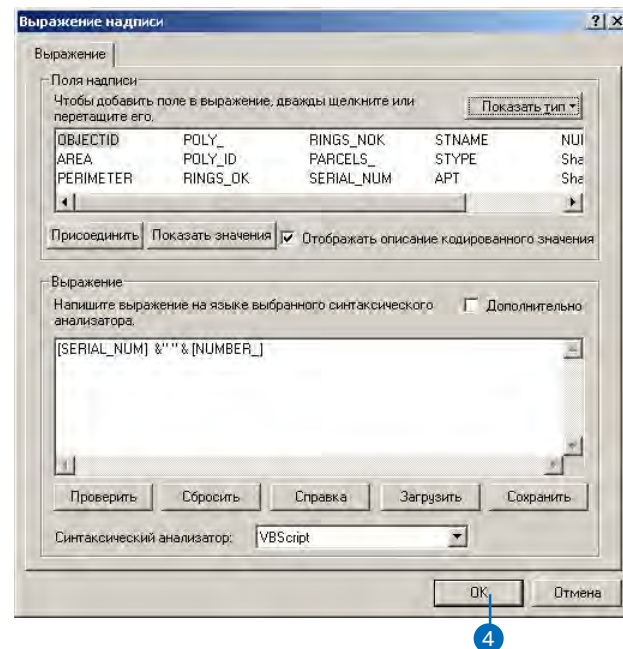 Выражение надписи
Выражение
Поля надписи
Чтобы добавить поле в выражение, дважды щелкните или
перетащите его.
Показать тип
OBJECTID POLY_ RINGS_NOK STNAME NUI
AREA POLY_ID PARCELS_ STYPE Sha
PERIMETER RINGS_OK SERIAL_NUM APT Sha
Присоединить Показать значения Отображать описание кодированного значения
Выражение
Напишите выражение на языке выбранного синтаксического
анализатора.
Дополнительно
[SERIAL_NUM] &" "& [NUMBER_]
Проверить Сбросить Справка Загрузить Сохранить
Синтаксический анализатор: VBScript
OK Отмена
4